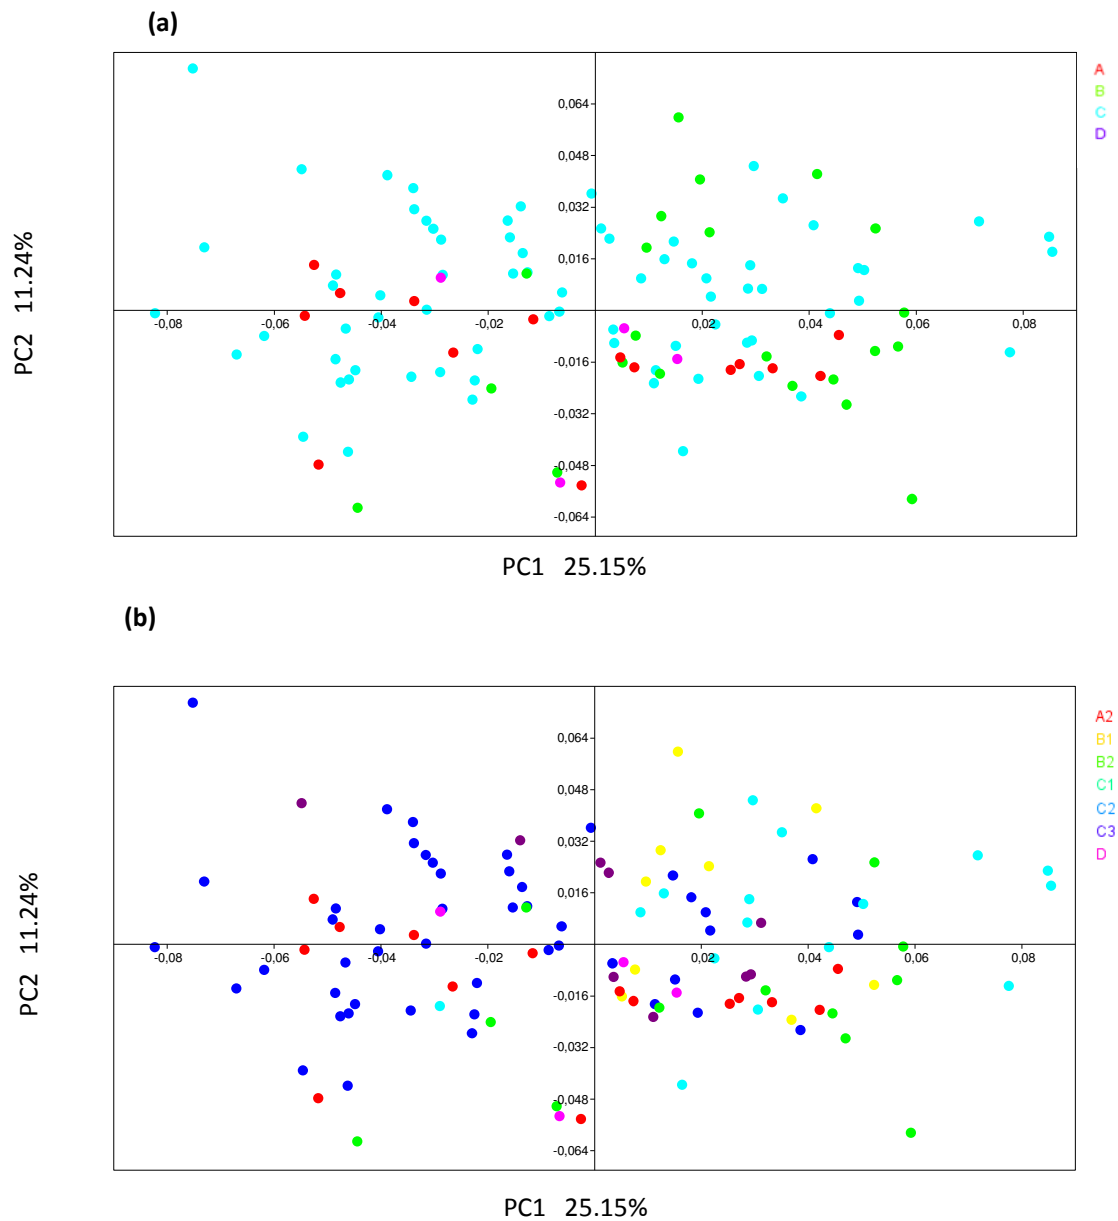 (a)
A
B
C
D
0,064
0,048
0,032
0,016
-0,08 -0,06 -0,04 -0,02 0,02 0,04 0,06 0,08
-0,016
-0,032
-0,048
-0,064
PC2 11.24%
PC1 25.15%
(b)
A2
B1
B2
C1
C2
C3
D
0,064
0,048
0,032
0,016
-0,08 -0,06 -0,04 -0,02 0,02 0,04 0,06 0,08
-0,016
-0,032
-0,048
-0,064
PC2 11.24%
PC1 25.15%